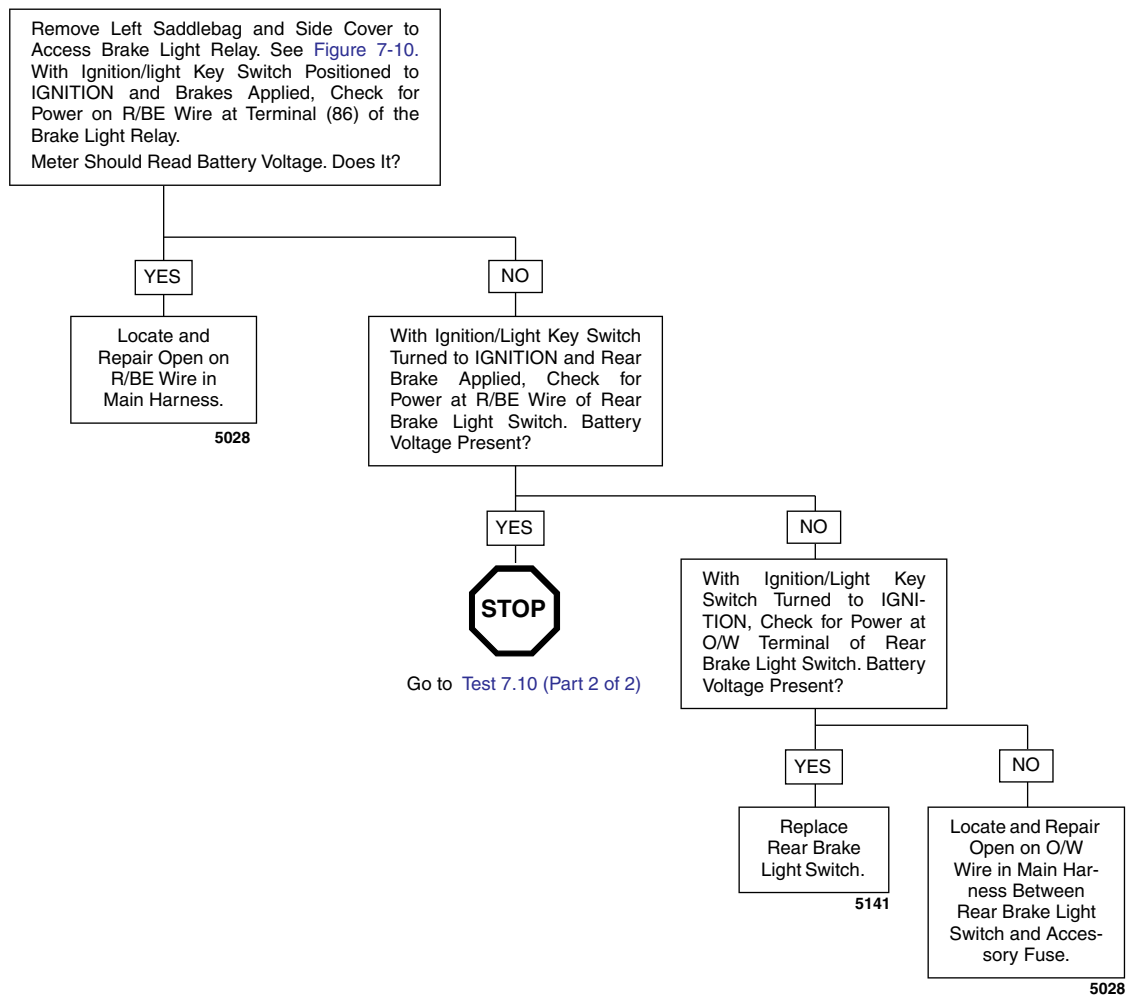 Remove Left Saddlebag and Side Cover to
Access Brake Light Relay. See Figure 7-10.
With Ignition/light Key Switch Positioned to
IGNITION and Brakes Applied, Check for
Power on R/BE Wire at Terminal (86) of the
Brake Light Relay.
Meter Should Read Battery Voltage. Does It?
YES
NO
Locate and
Repair Open on
R/BE Wire in
Main Harness.
5028
With Ignition/Light Key Switch
Turned to IGNITION and Rear
Brake Applied, Check for
Power at R/BE Wire of Rear
Brake Light Switch. Battery
Voltage Present?
YES
NO
STOP
Go to Test 7.10 (Part 2 of 2)
With Ignition/Light Key
Switch Turned to IGNI-
TION, Check for Power at
O/W Terminal of Rear
Brake Light Switch. Battery
Voltage Present?
YES
NO
Replace
Rear Brake
Light Switch.
5141
Locate and Repair
Open on O/W
Wire in Main Har-
ness Between
Rear Brake Light
Switch and Acces-
sory Fuse.
5028